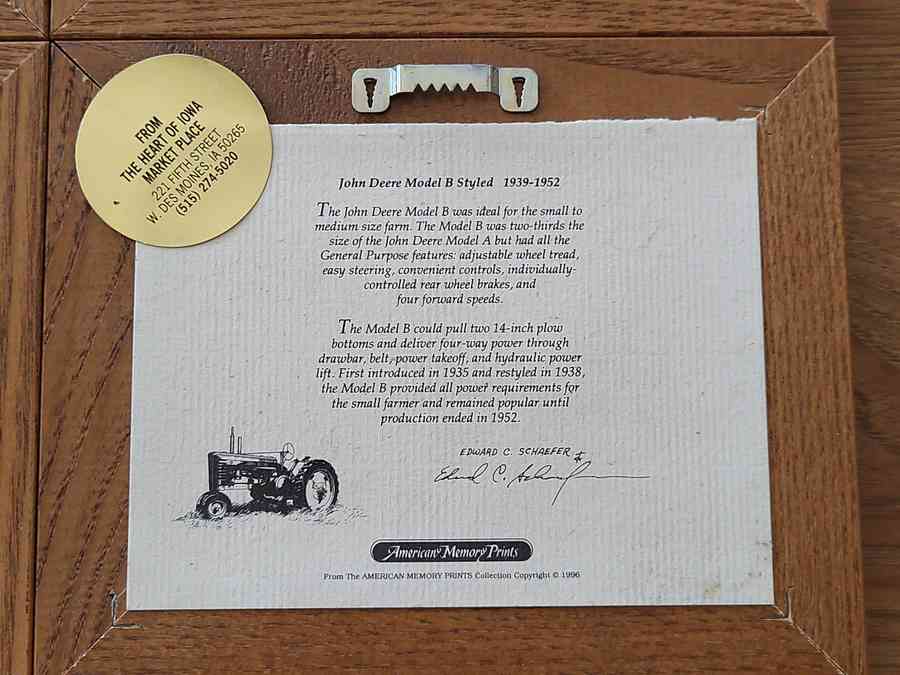 FROM
THE HEART OF IOWA
MARKET PLACE
221 FIFTH STREET
W. DES MOINES, IA 50265
(515) 274-5020
John Deere Model B Styled 1939-1952
The John Deere Model B was ideal for the small to
medium size farm. The Model B was two-thirds the
size of the John Deere Model A but had all the
General Purpose features: adjustable wheel tread,
easy steering, convenient controls, individually-
controlled rear wheel brakes, and
four forward speeds.
The Model B could pull two 14-inch plow
bottoms and deliver four-way power through
drawbar, belt, power takeoff, and hydraulic power
lift. First introduced in 1935 and restyled in 1938,
the Model B provided all power requirements for
the small farmer and remained popular until
production ended in 1952.
EDWARD C. SCHAEFER
Edward C. Schaefer
American Memory Prints
From The AMERICAN MEMORY PRINTS Collection Copyright © 1996